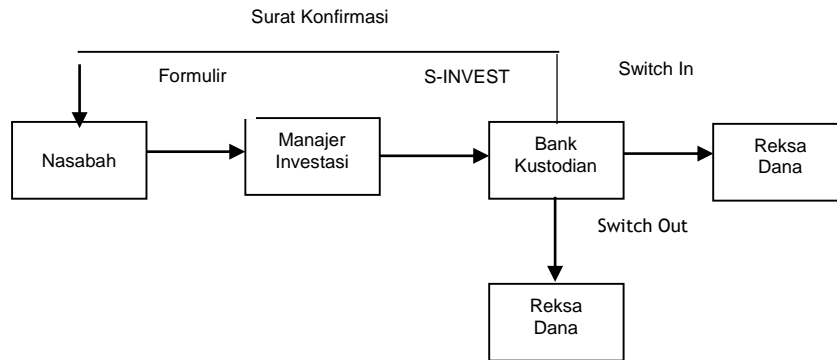 Surat Konfirmasi
Formulir
S-INVEST
Switch In
Nasabah
Manajer
Investasi
Bank
Kustodian
Reksa
Dana
Switch Out
Reksa
Dana